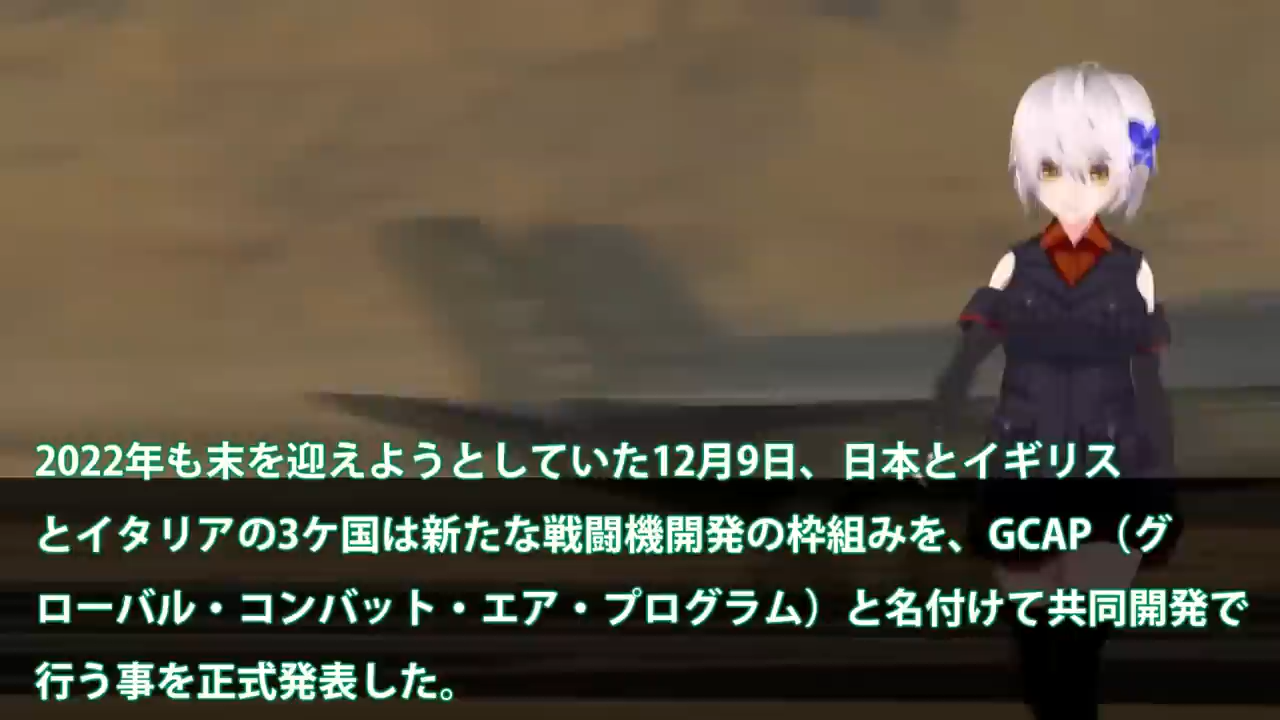 2022年も末を迎えようとしていた12月9日、日本とイギリス
とイタリアの3ケ国は新たな戦闘機開発の枠組みを、GCAP（グ
ローバル・コンバット・エア・プログラム）と名付けて共同開発で
行う事を正式発表した。